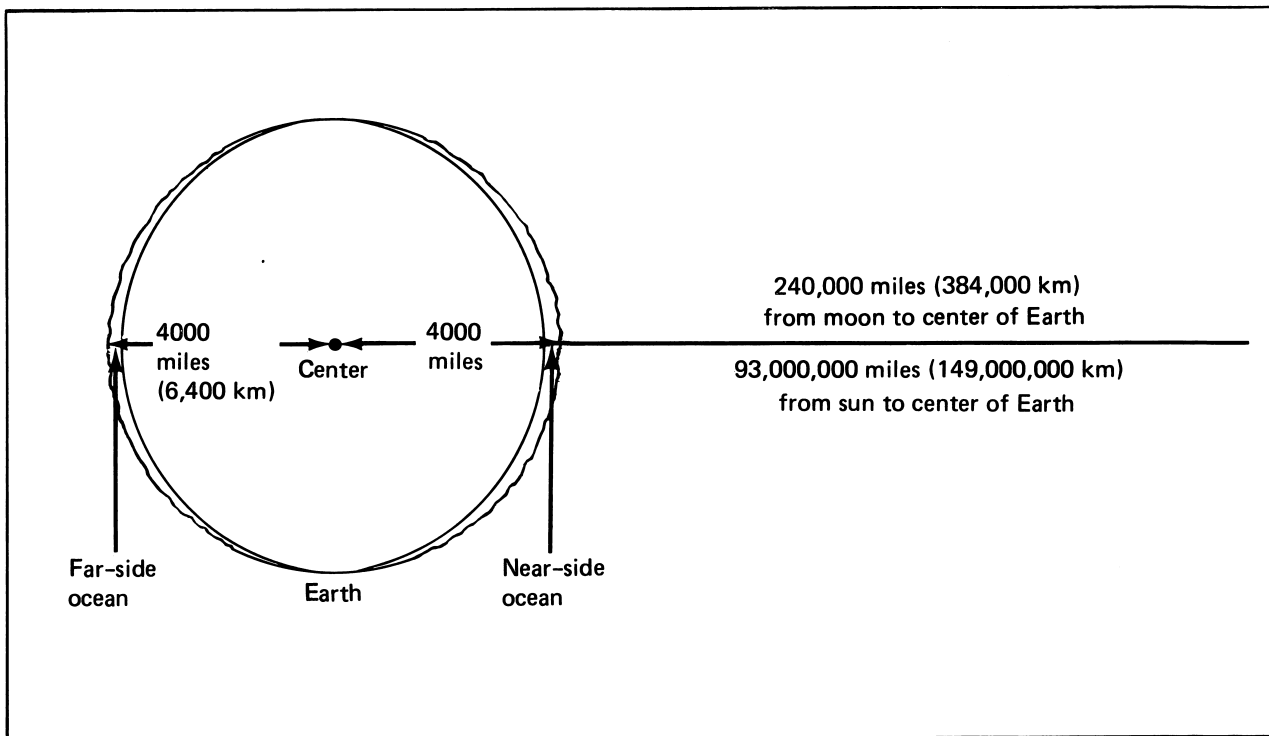 240,000 miles (384,000 km)
from moon to center of Earth
4000
miles
(6,400 km)
Center
4000
miles
93,000,000 miles (149,000,000 km)
from sun to center of Earth
Far-side
ocean
Earth
Near-side
ocean